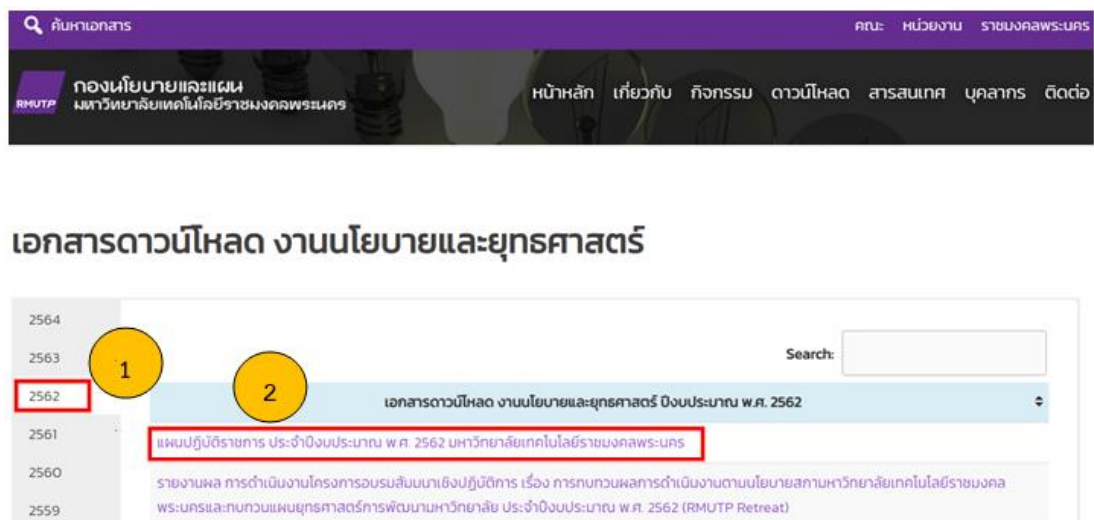 ค้นหาเอกสาร
คณะ หน่วยงาน ราชมงคลพระนคร
RMUTP
กองนโยบายและแผน
มหาวิทยาลัยเทคโนโลยีราชมงคลพระนคร
หน้าหลัก เกี่ยวกับ กิจกรรม ดาวน์โหลด สารสนเทศ บุคลากร ติดต่อ
เอกสารดาวน์โหลด งานนโยบายและยุทธศาสตร์
2564
2563
1
Search:
2562
2
เอกสารดาวน์โหลด งานนโยบายและยุทธศาสตร์ ปีงบประมาณ พ.ศ. 2562
2561
แผนปฏิบัติราชการ ประจำปีงบประมาณ พ.ศ. 2562 มหาวิทยาลัยเทคโนโลยีราชมงคลพระนคร
2560
รายงานผล การดำเนินงานโครงการอบรมสัมมนาเชิงปฏิบัติการ เรื่อง การทบทวนผลการดำเนินงานตามนโยบายสภามหาวิทยาลัยเทคโนโลยีราชมงคล
2559
พระนครและทบทวนแผนยุทธศาสตร์การพัฒนามหาวิทยาลัย ประจำปีงบประมาณ พ.ศ. 2562 (RMUTP Retreat)